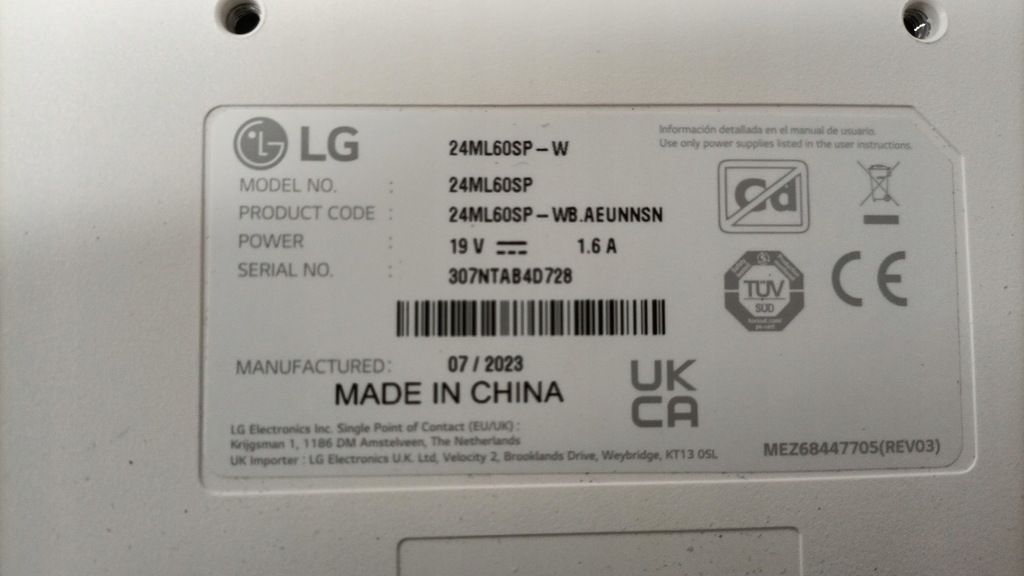 LG
24ML60SP-W
Información detallada en el manual de usuario.
Use only power supplies listed in the user instructions.
MODEL NO. : 24ML60SP
PRODUCT CODE : 24ML60SP-WB.AEUNNSN
POWER : 19 V 1.6 A
SERIAL NO. : 307NTAB4D728
Cd
TÜV
SÜD
CE
MANUFACTURED: 07 / 2023
MADE IN CHINA
UK
CA
LG Electronics Inc. Single Point of Contact (EU/UK) :
Krijgsman 1, 1186 DM Amstelveen, The Netherlands
UK Importer : LG Electronics U.K. Ltd, Velocity 2, Brooklands Drive, Weybridge, KT13 0SL
MEZ68447705(REV03)